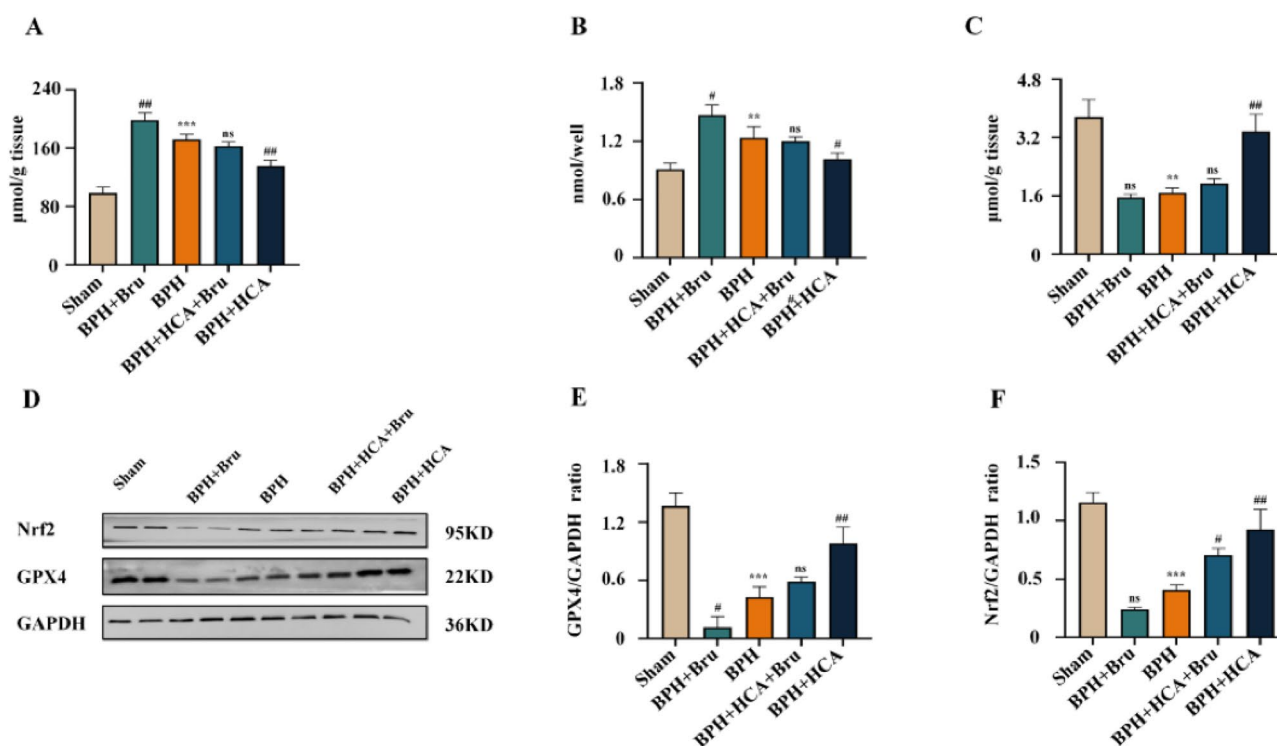 A
240
160
80
0
μmol/g tissue
##
***
ns
##
Sham
BPH+Bru
BPH
BPH+HCA+Bru
BPH+HCA
B
1.8
1.2
0.6
0
nmol/well
#
**
ns
#
Sham
BPH+Bru
BPH
BPH+HCA+Bru
#
BPH+HCA
C
4.8
3.2
1.6
0
μmol/g tissue
ns
**
ns
##
Sham
BPH+Bru
BPH
BPH+HCA+Bru
BPH+HCA
D
Sham
BPH+Bru
BPH
BPH+HCA+Bru
BPH+HCA
Nrf2
95KD
GPX4
22KD
GAPDH
36KD
E
1.8
1.2
0.6
0
GPX4/GAPDH ratio
#
***
ns
##
Sham
BPH+Bru
BPH
BPH+HCA+Bru
BPH+HCA
F
1.5
1.0
0.5
0
Nrf2/GAPDH ratio
ns
***
#
##
Sham
BPH+Bru
BPH
BPH+HCA+Bru
BPH+HCA